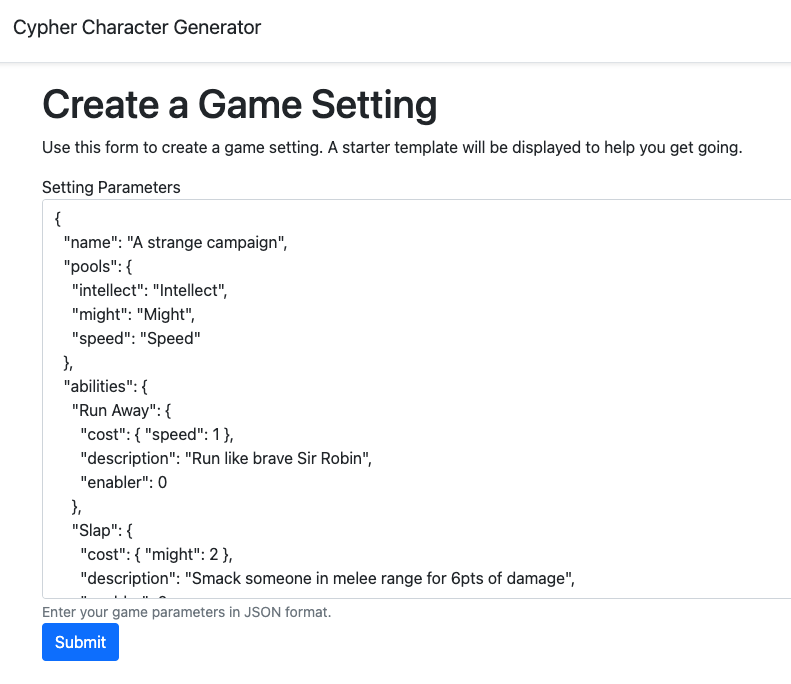 Cypher Character Generator
Create a Game Setting
Use this form to create a game setting. A starter template will be displayed to help you get going.
Setting Parameters
{
"name": "A strange campaign",
"pools": {
"intellect": "Intellect",
"might": "Might",
"speed": "Speed"
},
"abilities": {
"Run Away": {
"cost": { "speed": 1 },
"description": "Run like brave Sir Robin",
"enabler": 0
},
"Slap": {
"cost": { "might": 2 },
"description": "Smack someone in melee range for 6pts of damage",
Enter your game parameters in JSON format.
Submit